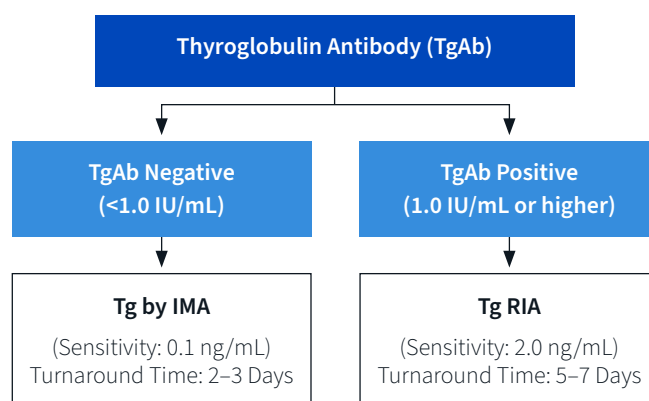 Thyroglobulin Antibody (TgAb)
TgAb Negative
(<1.0 IU/mL)
TgAb Positive
(1.0 IU/mL or higher)
Tg by IMA
(Sensitivity: 0.1 ng/mL)
Turnaround Time: 2–3 Days
Tg RIA
(Sensitivity: 2.0 ng/mL)
Turnaround Time: 5–7 Days